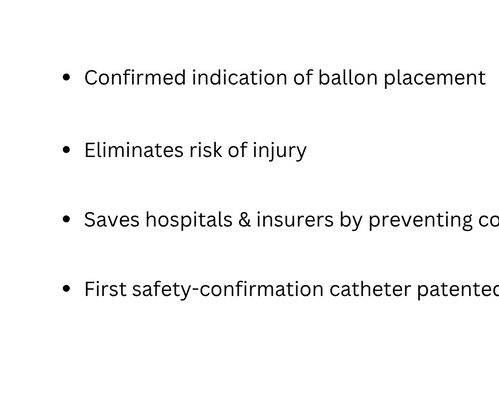 • Confirmed indication of ballon placement
• Eliminates risk of injury
• Saves hospitals & insurers by preventing
• First safety-confirmation catheter patented